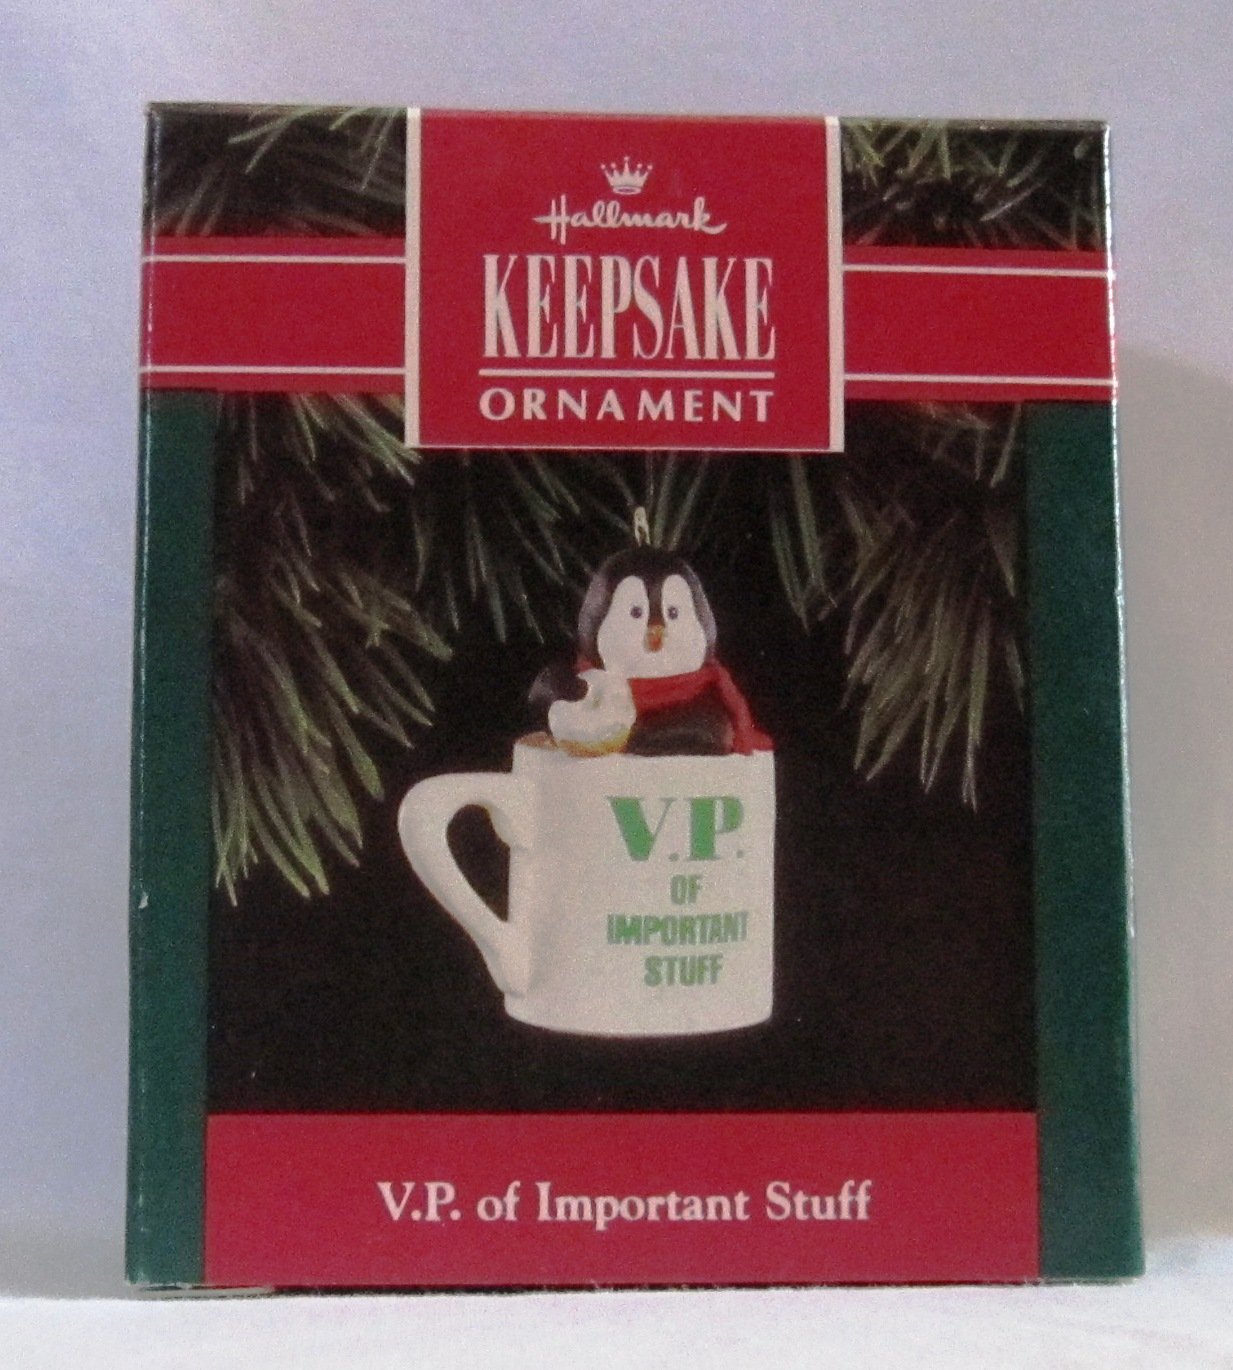 Hallmark
KEEPSAKE
ORNAMENT
V.P.
OF
IMPORTANT
STUFF
V.P. of Important Stuff